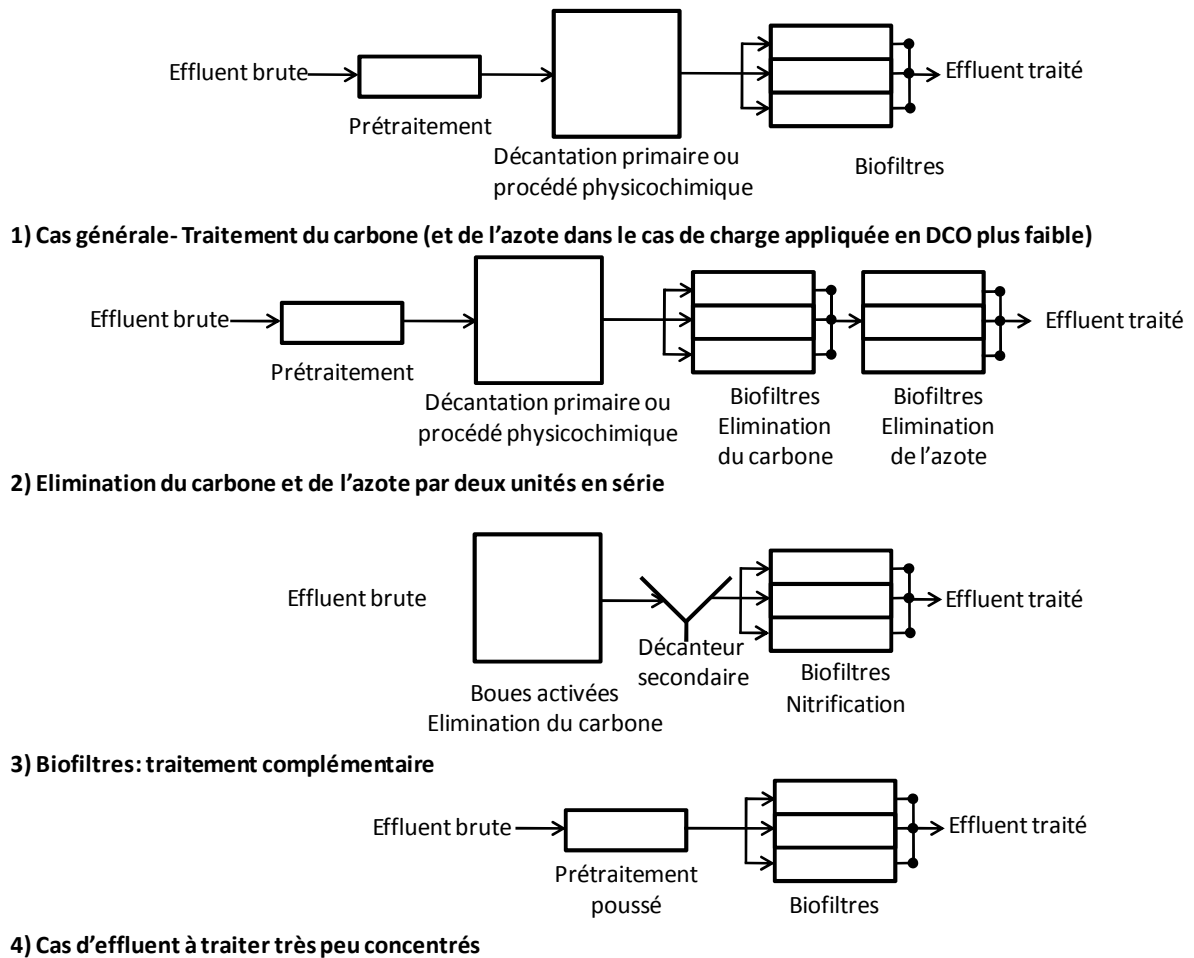 Effluent brute
Prétraitement
Décantation primaire ou
procédé physicochimique
Biofiltres
Effluent traité
1) Cas générale- Traitement du carbone (et de l'azote dans le cas de charge appliquée en DCO plus faible)
Effluent brute
Prétraitement
Décantation primaire ou
procédé physicochimique
Biofiltres
Elimination
du carbone
Biofiltres
Elimination
de l'azote
Effluent traité
2) Elimination du carbone et de l'azote par deux unités en série
Effluent brute
Boues activées
Elimination du carbone
Décanteur
secondaire
Biofiltres
Nitrification
Effluent traité
3) Biofiltres: traitement complémentaire
Effluent brute
Prétraitement
poussé
Biofiltres
Effluent traité
4) Cas d'effluent à traiter très peu concentrés